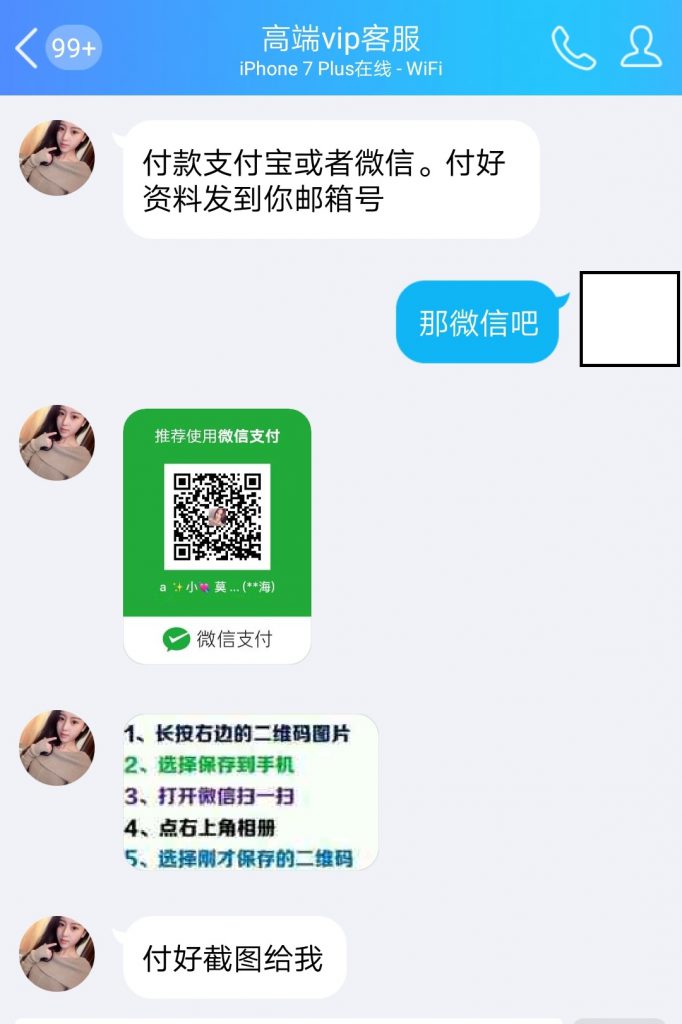 99+
高端vip客服
iPhone 7 Plus在线 - WiFi
付款支付宝或者微信。付好
资料发到你邮箱号
那微信吧
推荐使用微信支付
a ✨小💘 莫 ... (**海)
微信支付
1、长按右边的二维码图片
2、选择保存到手机
3、打开微信扫一扫
4、点右上角相册
5、选择刚才保存的二维码
付好截图给我